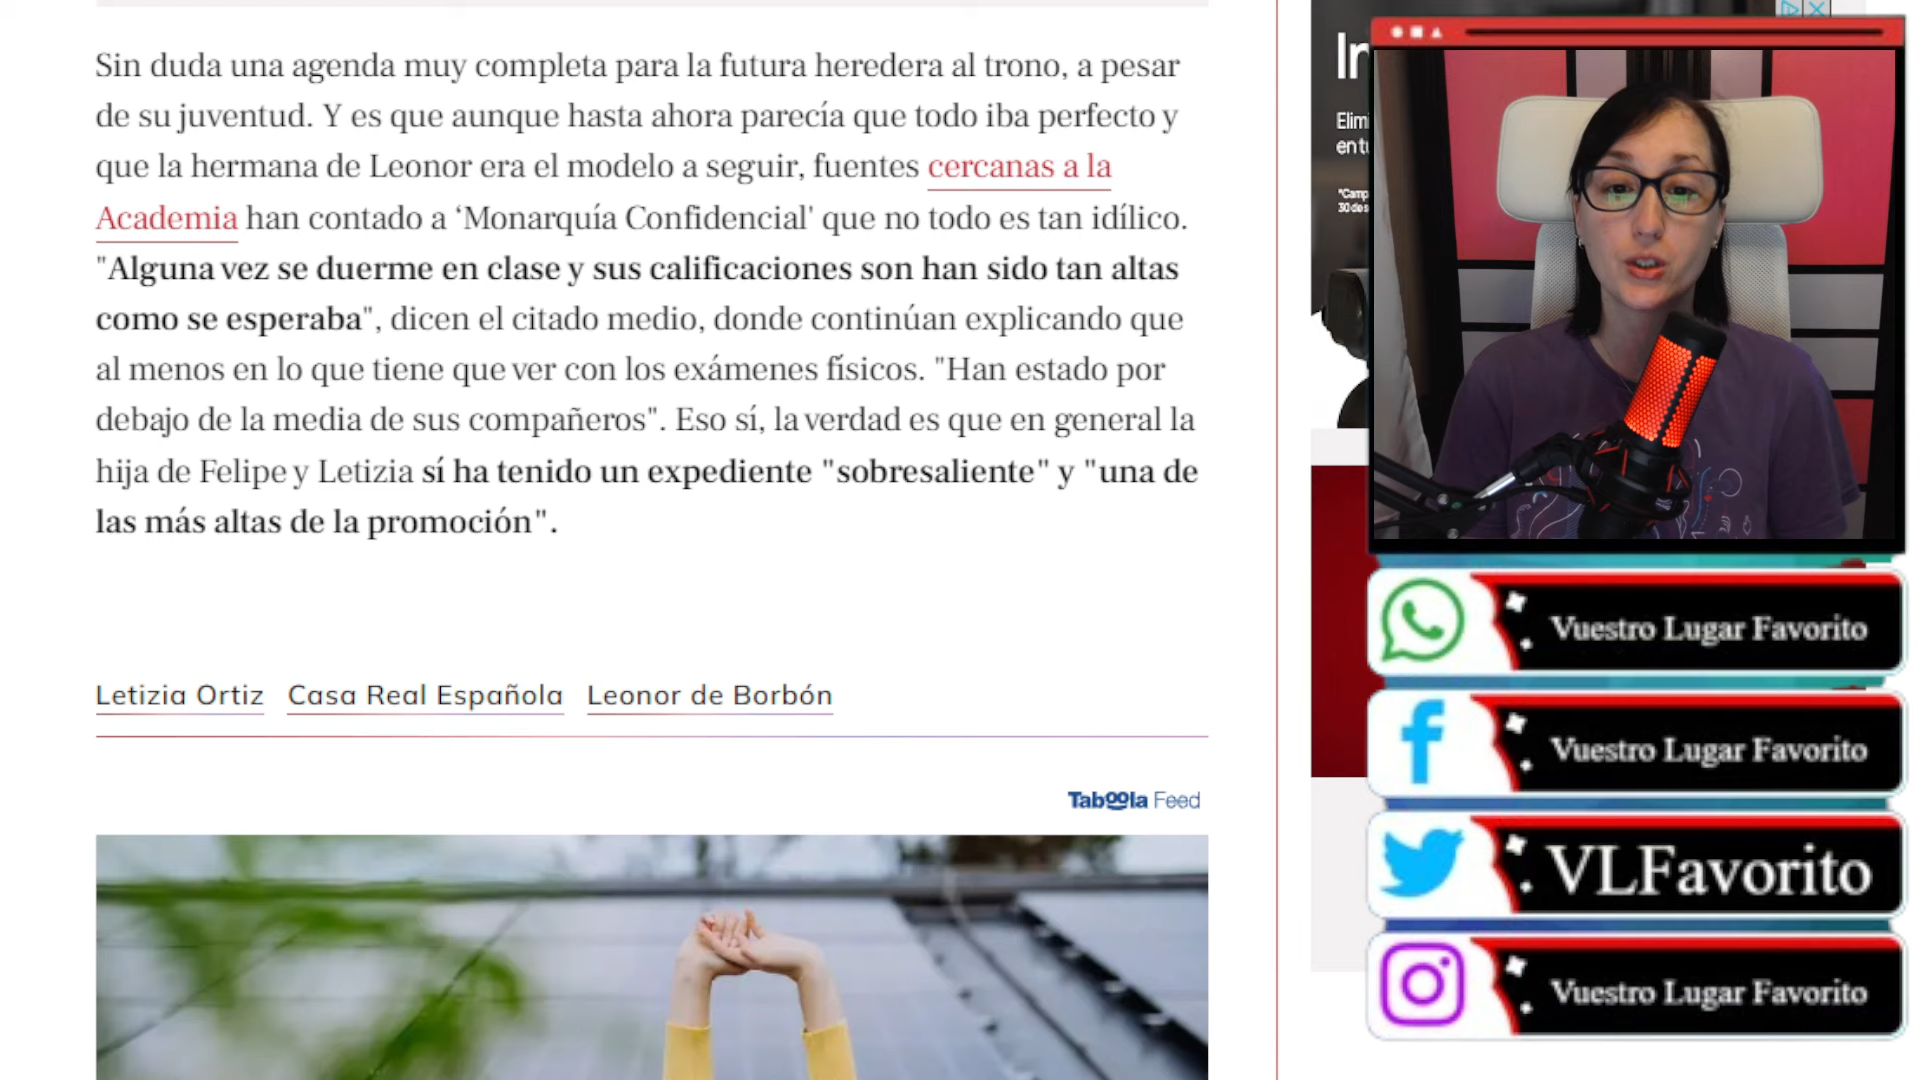 Sin duda una agenda muy completa para la futura heredera al trono, a pesar
de su juventud. Y es que aunque hasta ahora parecía que todo iba perfecto y
que la hermana de Leonor era el modelo a seguir, fuentes cercanas a la
Academia han contado a ‘Monarquía Confidencial' que no todo es tan idílico.
"Alguna vez se duerme en clase y sus calificaciones son han sido tan altas
como se esperaba", dicen el citado medio, donde continúan explicando que
al menos en lo que tiene que ver con los exámenes físicos. "Han estado por
debajo de la media de sus compañeros". Eso sí, la verdad es que en general la
hija de Felipe y Letizia sí ha tenido un expediente "sobresaliente" y "una de
las más altas de la promoción".
Letizia Ortiz Casa Real Española Leonor de Borbón
Taboola Feed
Elimi
en tu
"Camp
30 de s
Vuestro Lugar Favorito
Vuestro Lugar Favorito
VLFavorito
Vuestro Lugar Favorito